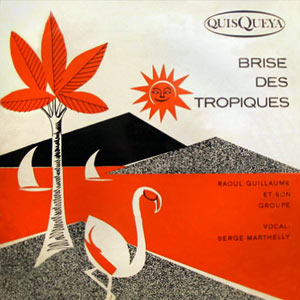 QUISQUEYA
BRISE
DES
TROPIQUES
RAOUL GUILLAUME
ET SON
GROUPE
VOCAL:
SERGE MARTHELLY